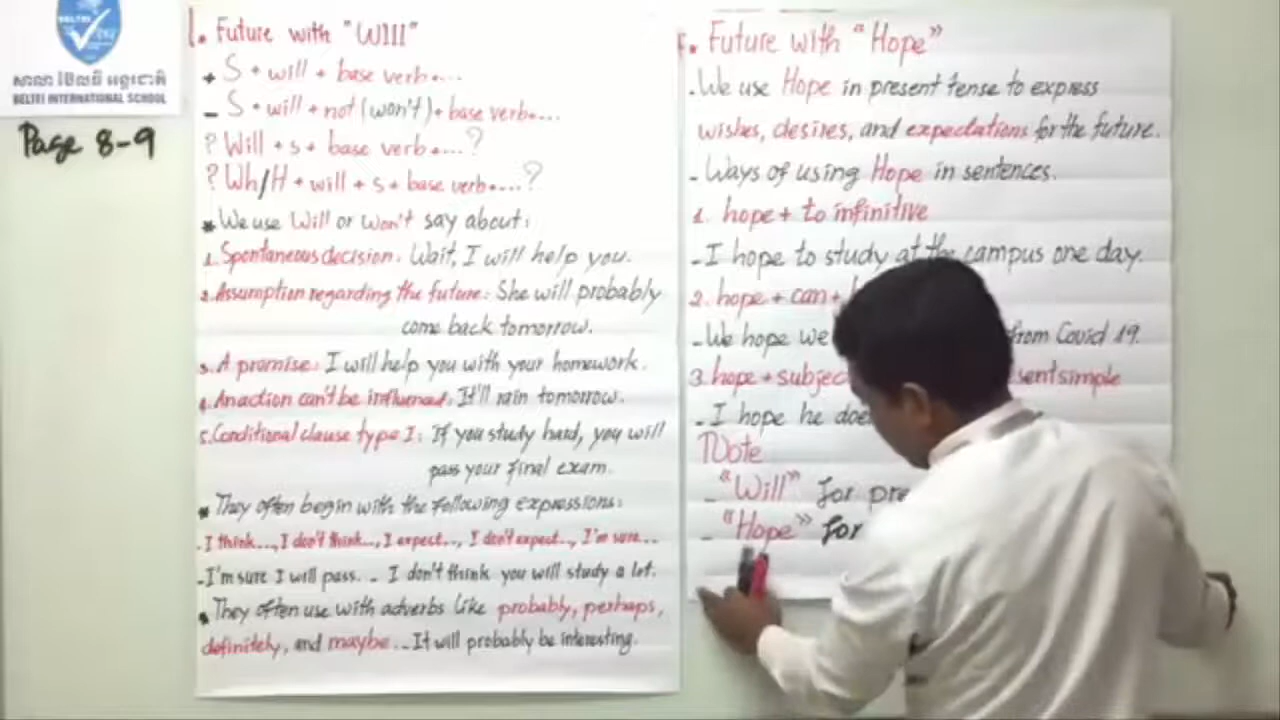 BELTEI
សាលា ប៊ែលធី អន្តរជាតិ
BELTEI INTERNATIONAL SCHOOL
Page 8-9
1. Future with "Will"
+ S + will + base verb+...
- S + will + not (won't) + base verb+...
? Will + s + base verb+...?
? Wh/H + will + s + base verb+...?
* We use Will or Won't say about:
1. Spontaneous decision: Wait, I will help you.
2. Assumption regarding the future: She will probably
come back tomorrow.
3. A promise: I will help you with your homework.
4. An action can't be influenced: It'll rain tomorrow.
5. Conditional clause type I: If you study hard, you will
pass your final exam.
* They often begin with the following expressions:
- I think..., I don't think..., I expect..., I don't expect..., I'm sure...
- I'm sure I will pass... I don't think you will study a lot.
* They often use with adverbs like probably, perhaps,
definitely, and maybe... It will probably be interesting.
. Future with "Hope"
- We use Hope in present tense to express
wishes, desires, and expectations for the future.
- Ways of using Hope in sentences.
1. hope + to infinitive
- I hope to study at the campus one day.
2. hope + can +
- We hope we from Covid 19.
3. hope + subjec sent simple
- I hope he doe
Note
- "Will" for pre
- "Hope" for